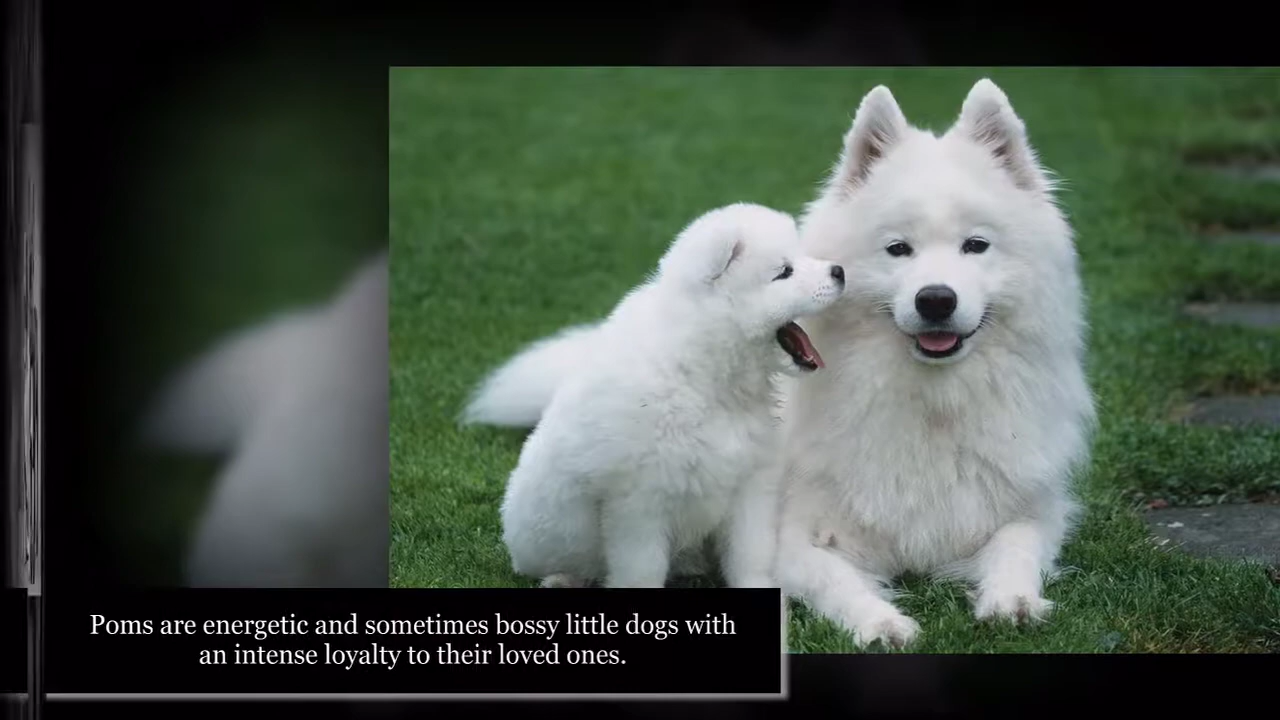 Poms are energetic and sometimes bossy little dogs with
an intense loyalty to their loved ones.